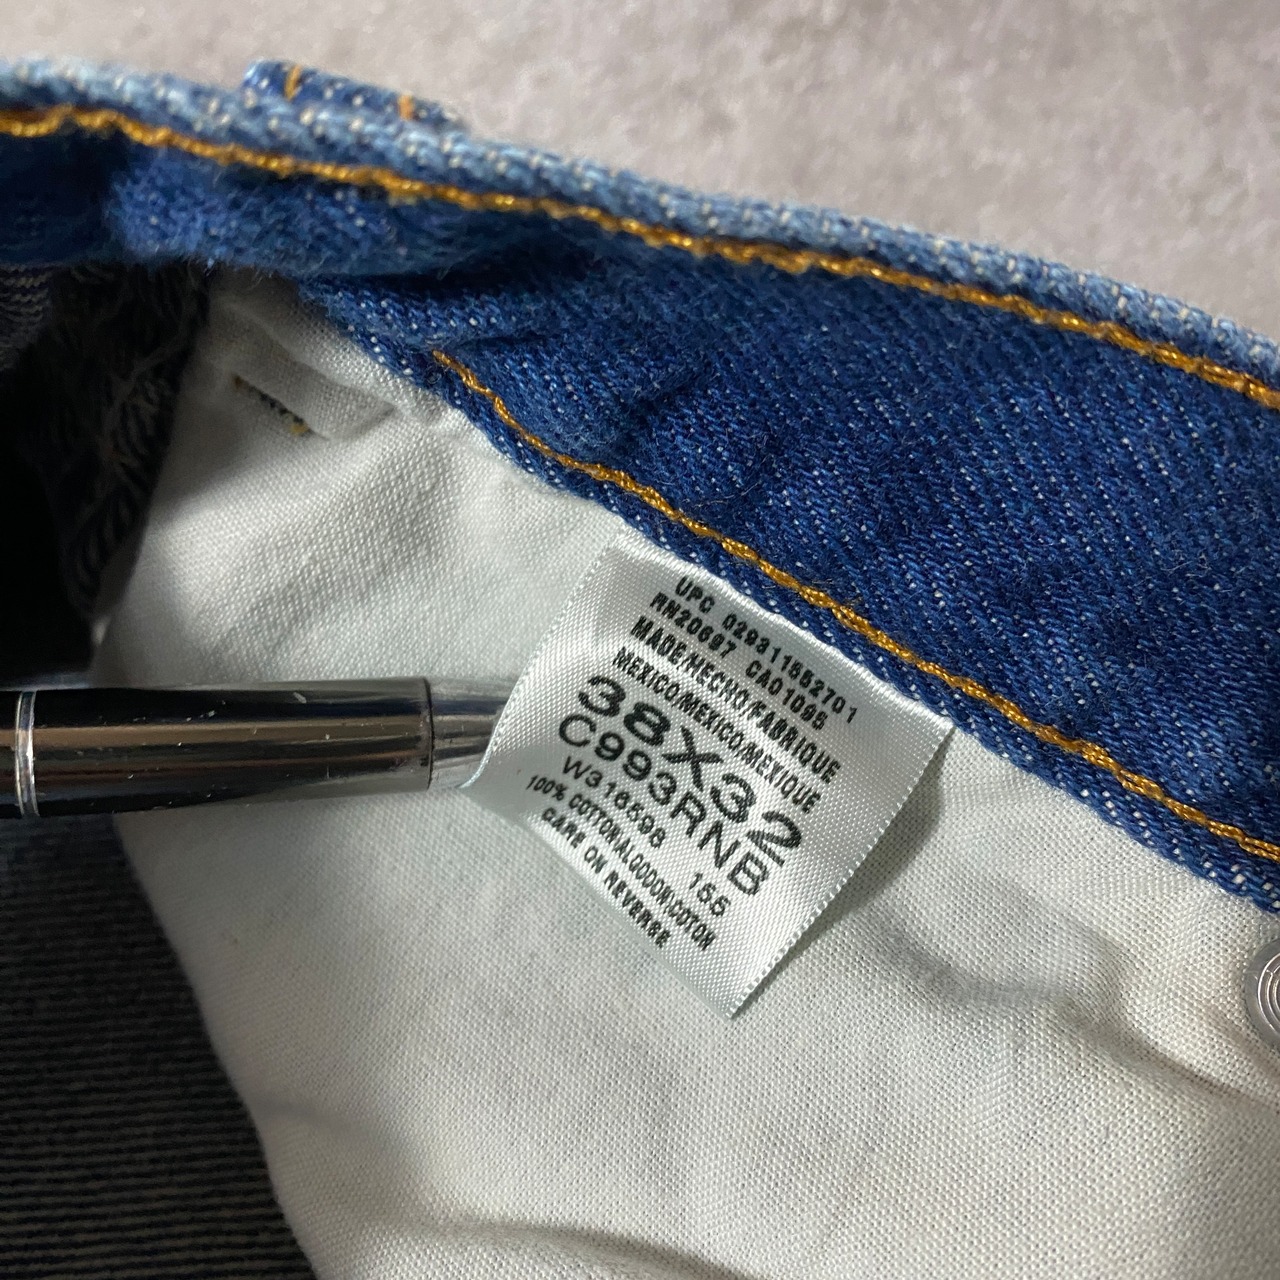 UPC 029311552701
RN20697 CA01095
MADE/HECHO/FABRIQUE
MEXICO/MEXICO/MEXIQUE
38X32
C993RNB
W316598 155
100% COTTON/ALGODON/COTON
CARE ON REVERSE